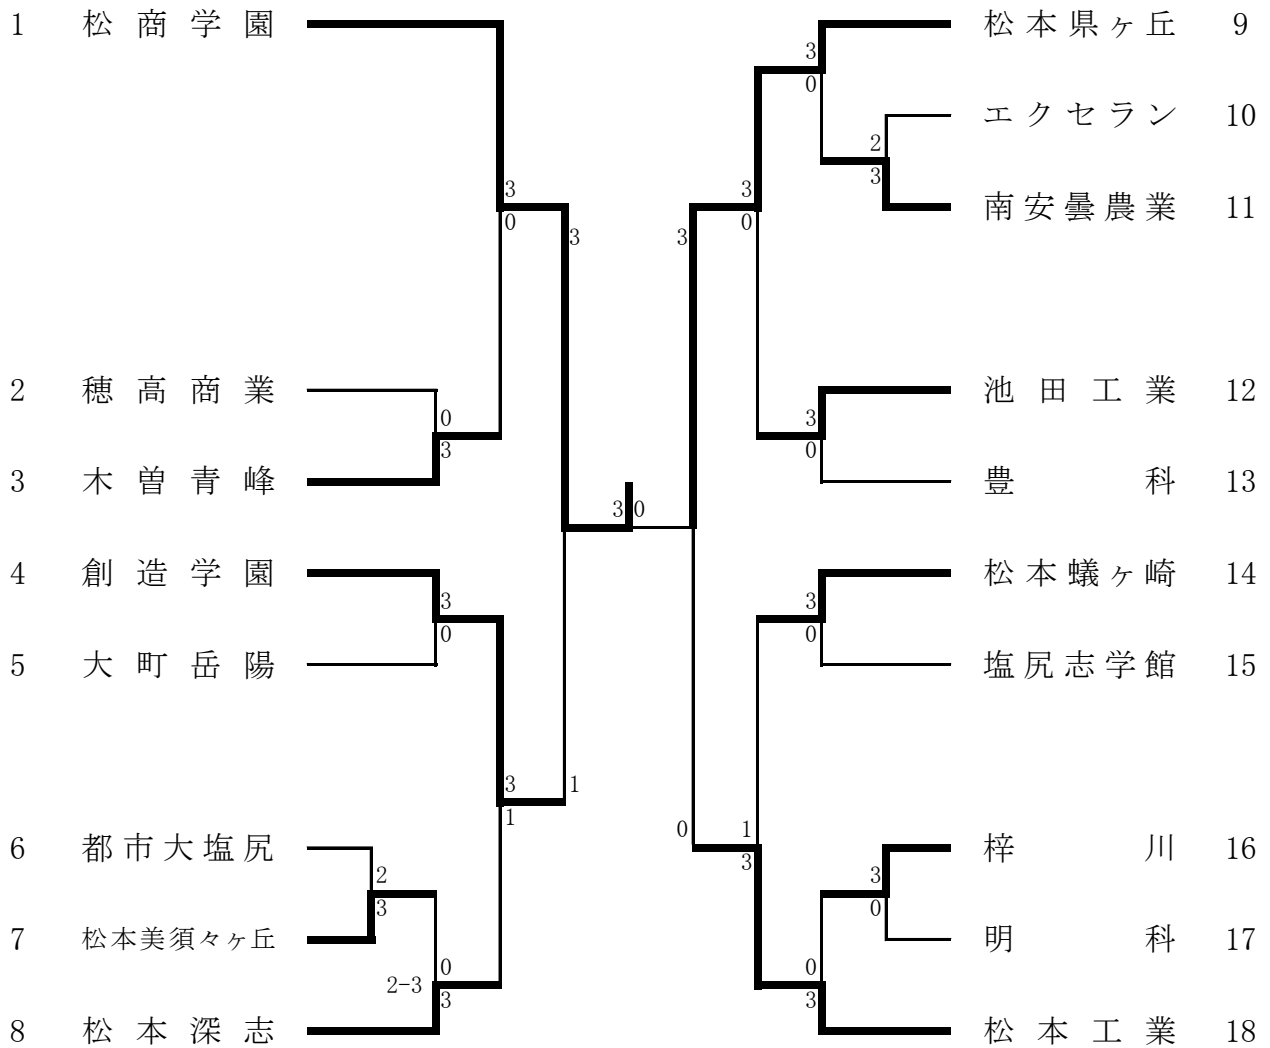 1 松商学園
2 穂高商業
3 木曽青峰
4 創造学園
5 大町岳陽
6 都市大塩尻
7 松本美須々ヶ丘
8 松本深志
3
0
0
3
3
0
3
1
2
3
2-3
0
3
3
1
3 0
3
0
3
0
1
3
3
0
2
3
3
0
3
0
3
0
0
3
松本県ヶ丘 9
エクセラン 10
南安曇農業 11
池田工業 12
豊科 13
松本蟻ヶ崎 14
塩尻志学館 15
梓川 16
明科 17
松本工業 18